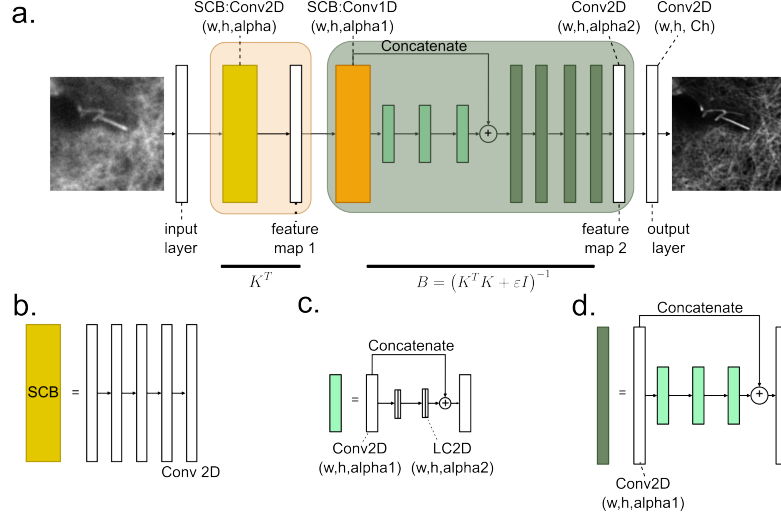 a.
SCB:Conv2D
(w,h,alpha)
SCB:Conv1D
(w,h,alpha1)
Concatenate
Conv2D
(w,h,alpha2)
Conv2D
(w,h, Ch)
+
input
layer
feature
map 1
feature
map 2
output
layer
K^T
B = (K^T K + εI)^{-1}
b.
SCB
=
Conv 2D
c.
Concatenate
=
+
Conv2D
(w,h,alpha1)
LC2D
(w,h,alpha2)
d.
Concatenate
=
+
Conv2D
(w,h,alpha1)